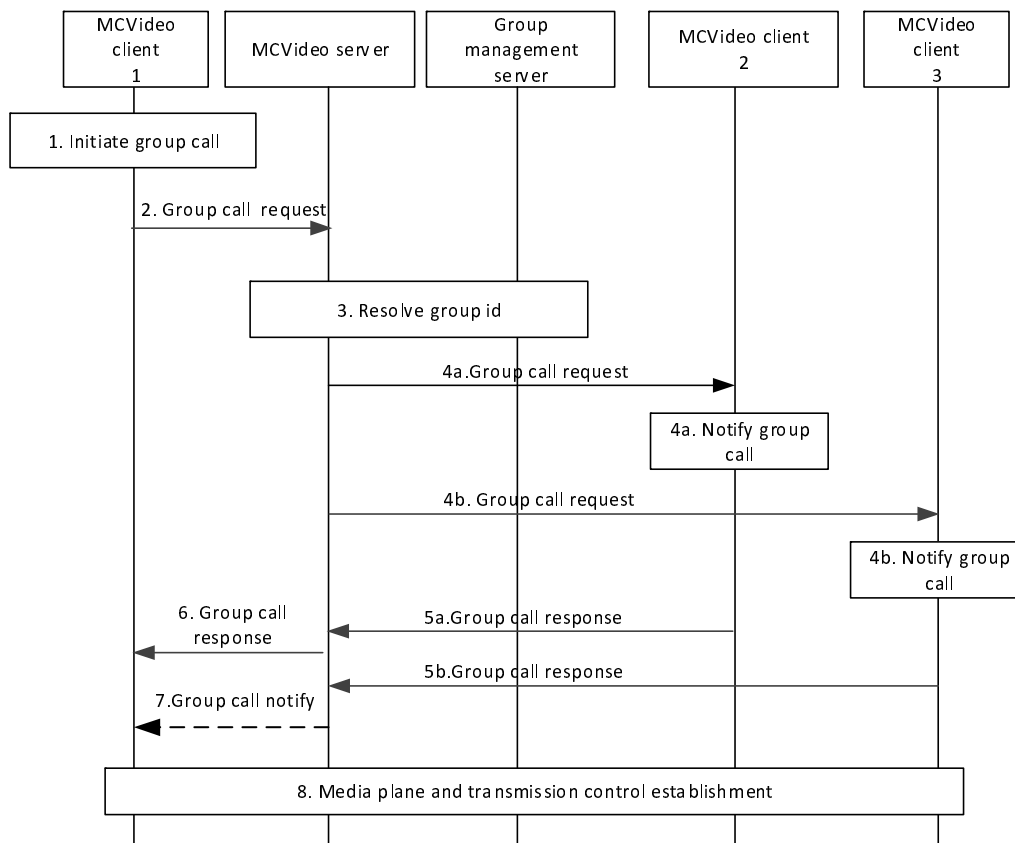 MCVideo
client
1
MCVideo server
Group
management
server
MCVideo client
2
MCVideo
client
3
1. Initiate group call
2. Group call request
3. Resolve group id
4a.Group call request
4a. Notify group
call
4b. Group call request
4b. Notify group
call
6. Group call
response
5a.Group call response
5b.Group call response
7.Group call notify
8. Media plane and transmission control establishment